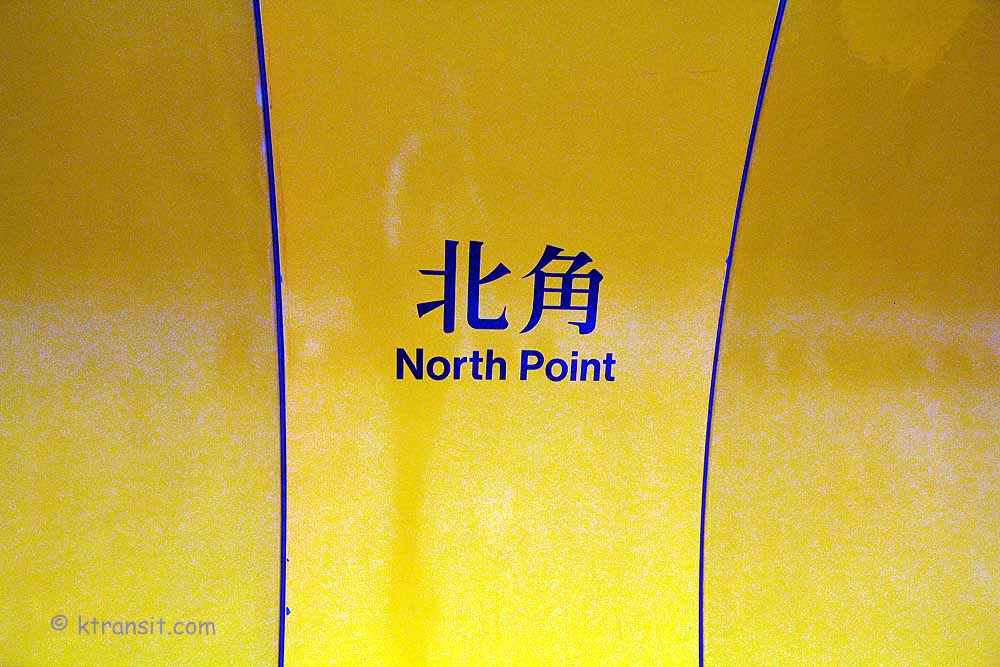 北角
North Point
© ktransit.com